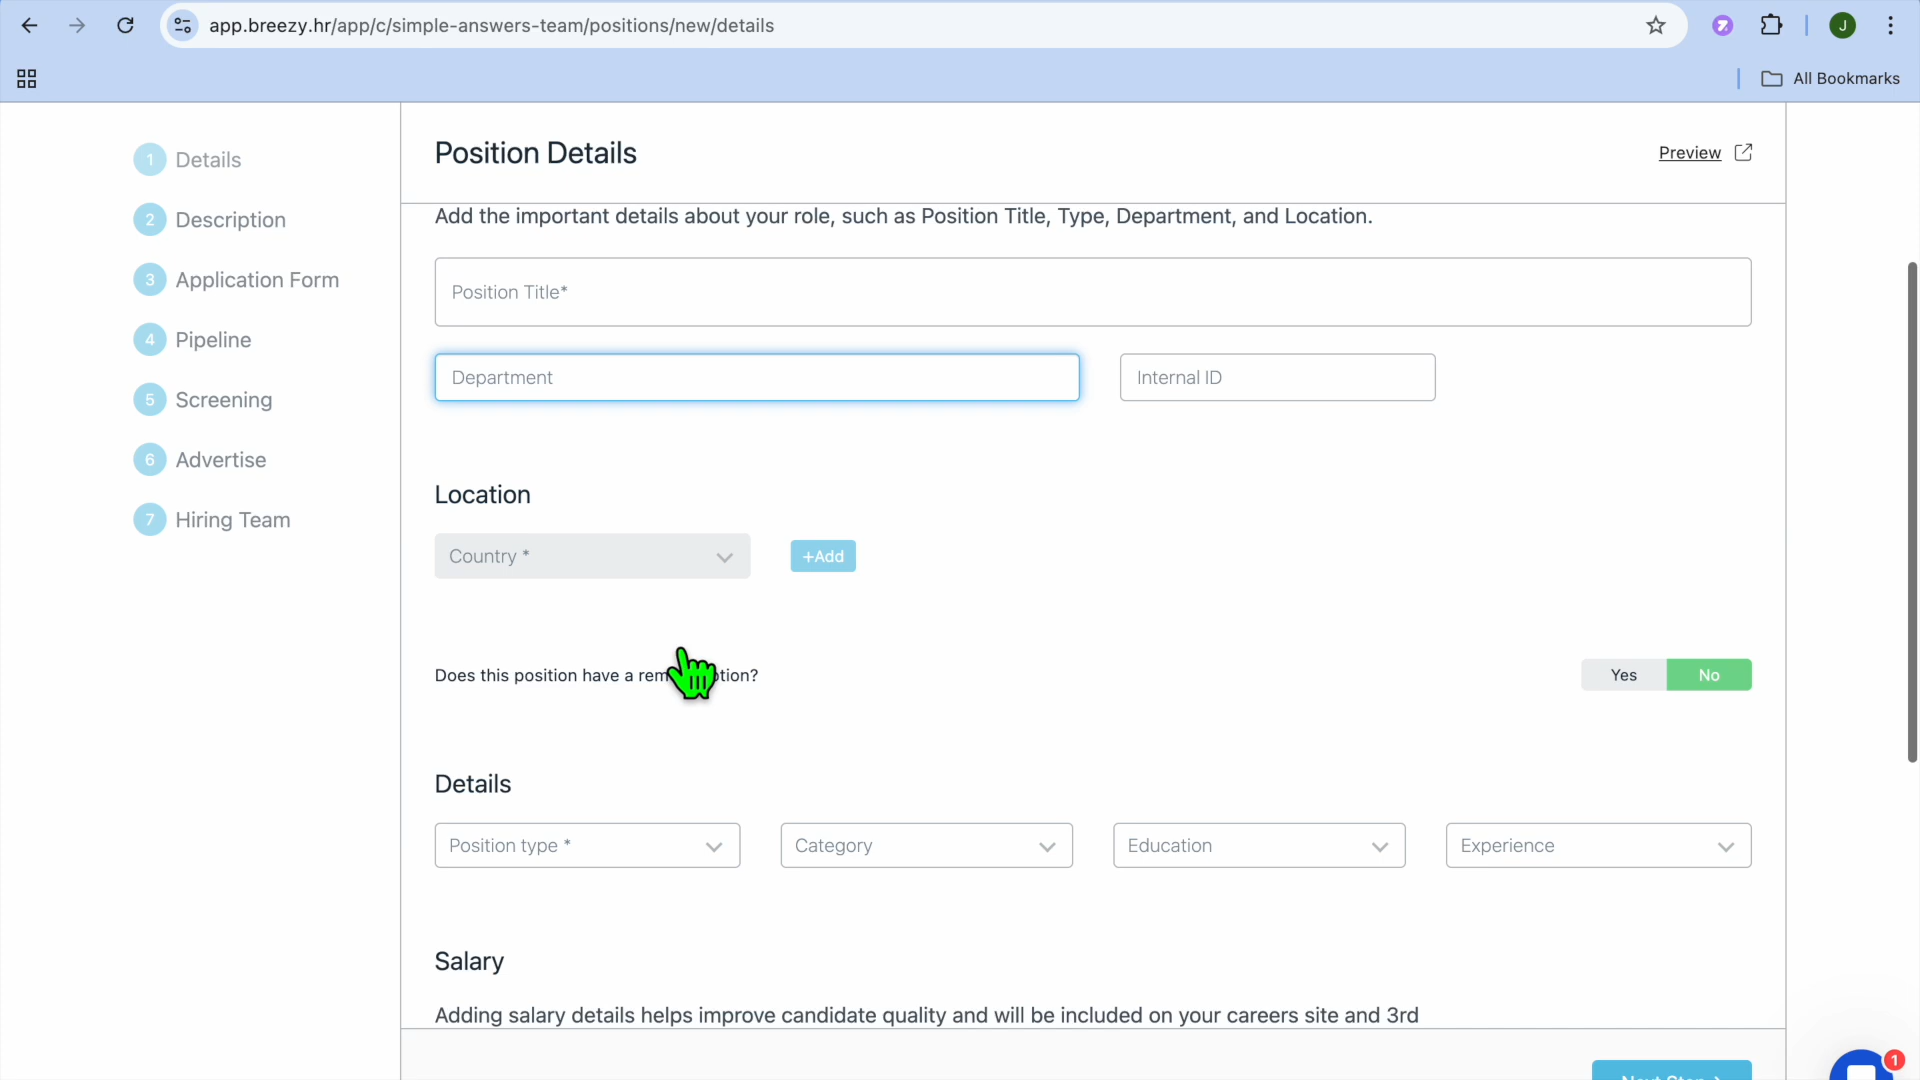 app.breezy.hr/app/c/simple-answers-team/positions/new/details
J
All Bookmarks
1 Details
2 Description
3 Application Form
4 Pipeline
5 Screening
6 Advertise
7 Hiring Team
Position Details
Preview
Add the important details about your role, such as Position Title, Type, Department, and Location.
Position Title*
Department
Internal ID
Location
Country *
+Add
Does this position have a
Yes
No
Details
Position type *
Category
Education
Experience
Salary
Adding salary details helps improve candidate quality and will be included on your careers site and 3rd
1